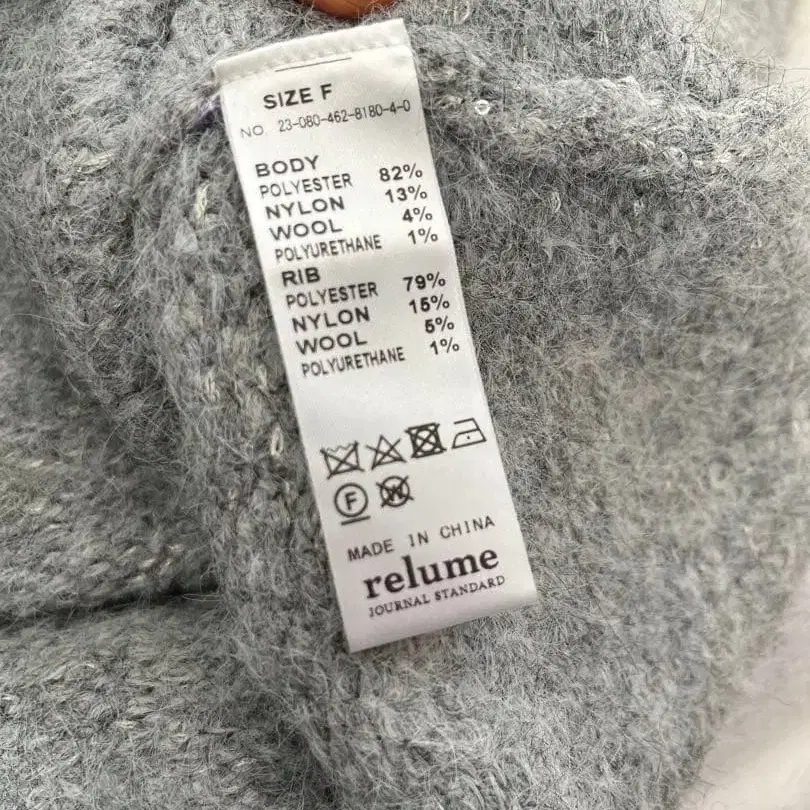 SIZE F
NO. 23-080-462-8180-4-0
BODY
POLYESTER 82%
NYLON 13%
WOOL 4%
POLYURETHANE 1%
RIB
POLYESTER 79%
NYLON 15%
WOOL 5%
POLYURETHANE 1%
F W
MADE IN CHINA
relume
JOURNAL STANDARD